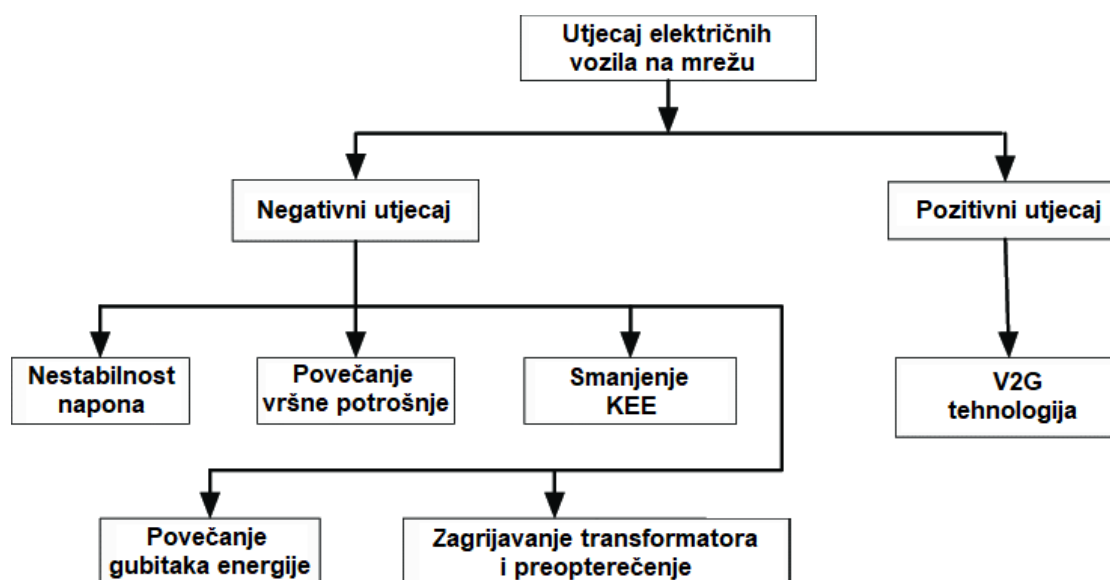 Utjecaj električnih
vozila na mrežu
Negativni utjecaj
Pozitivni utjecaj
Nestabilnost
napona
Povečanje
vršne potrošnje
Smanjenje
KEE
V2G
tehnologija
Povečanje
gubitaka energije
Zagrijavanje transformatora
i preopterečenje